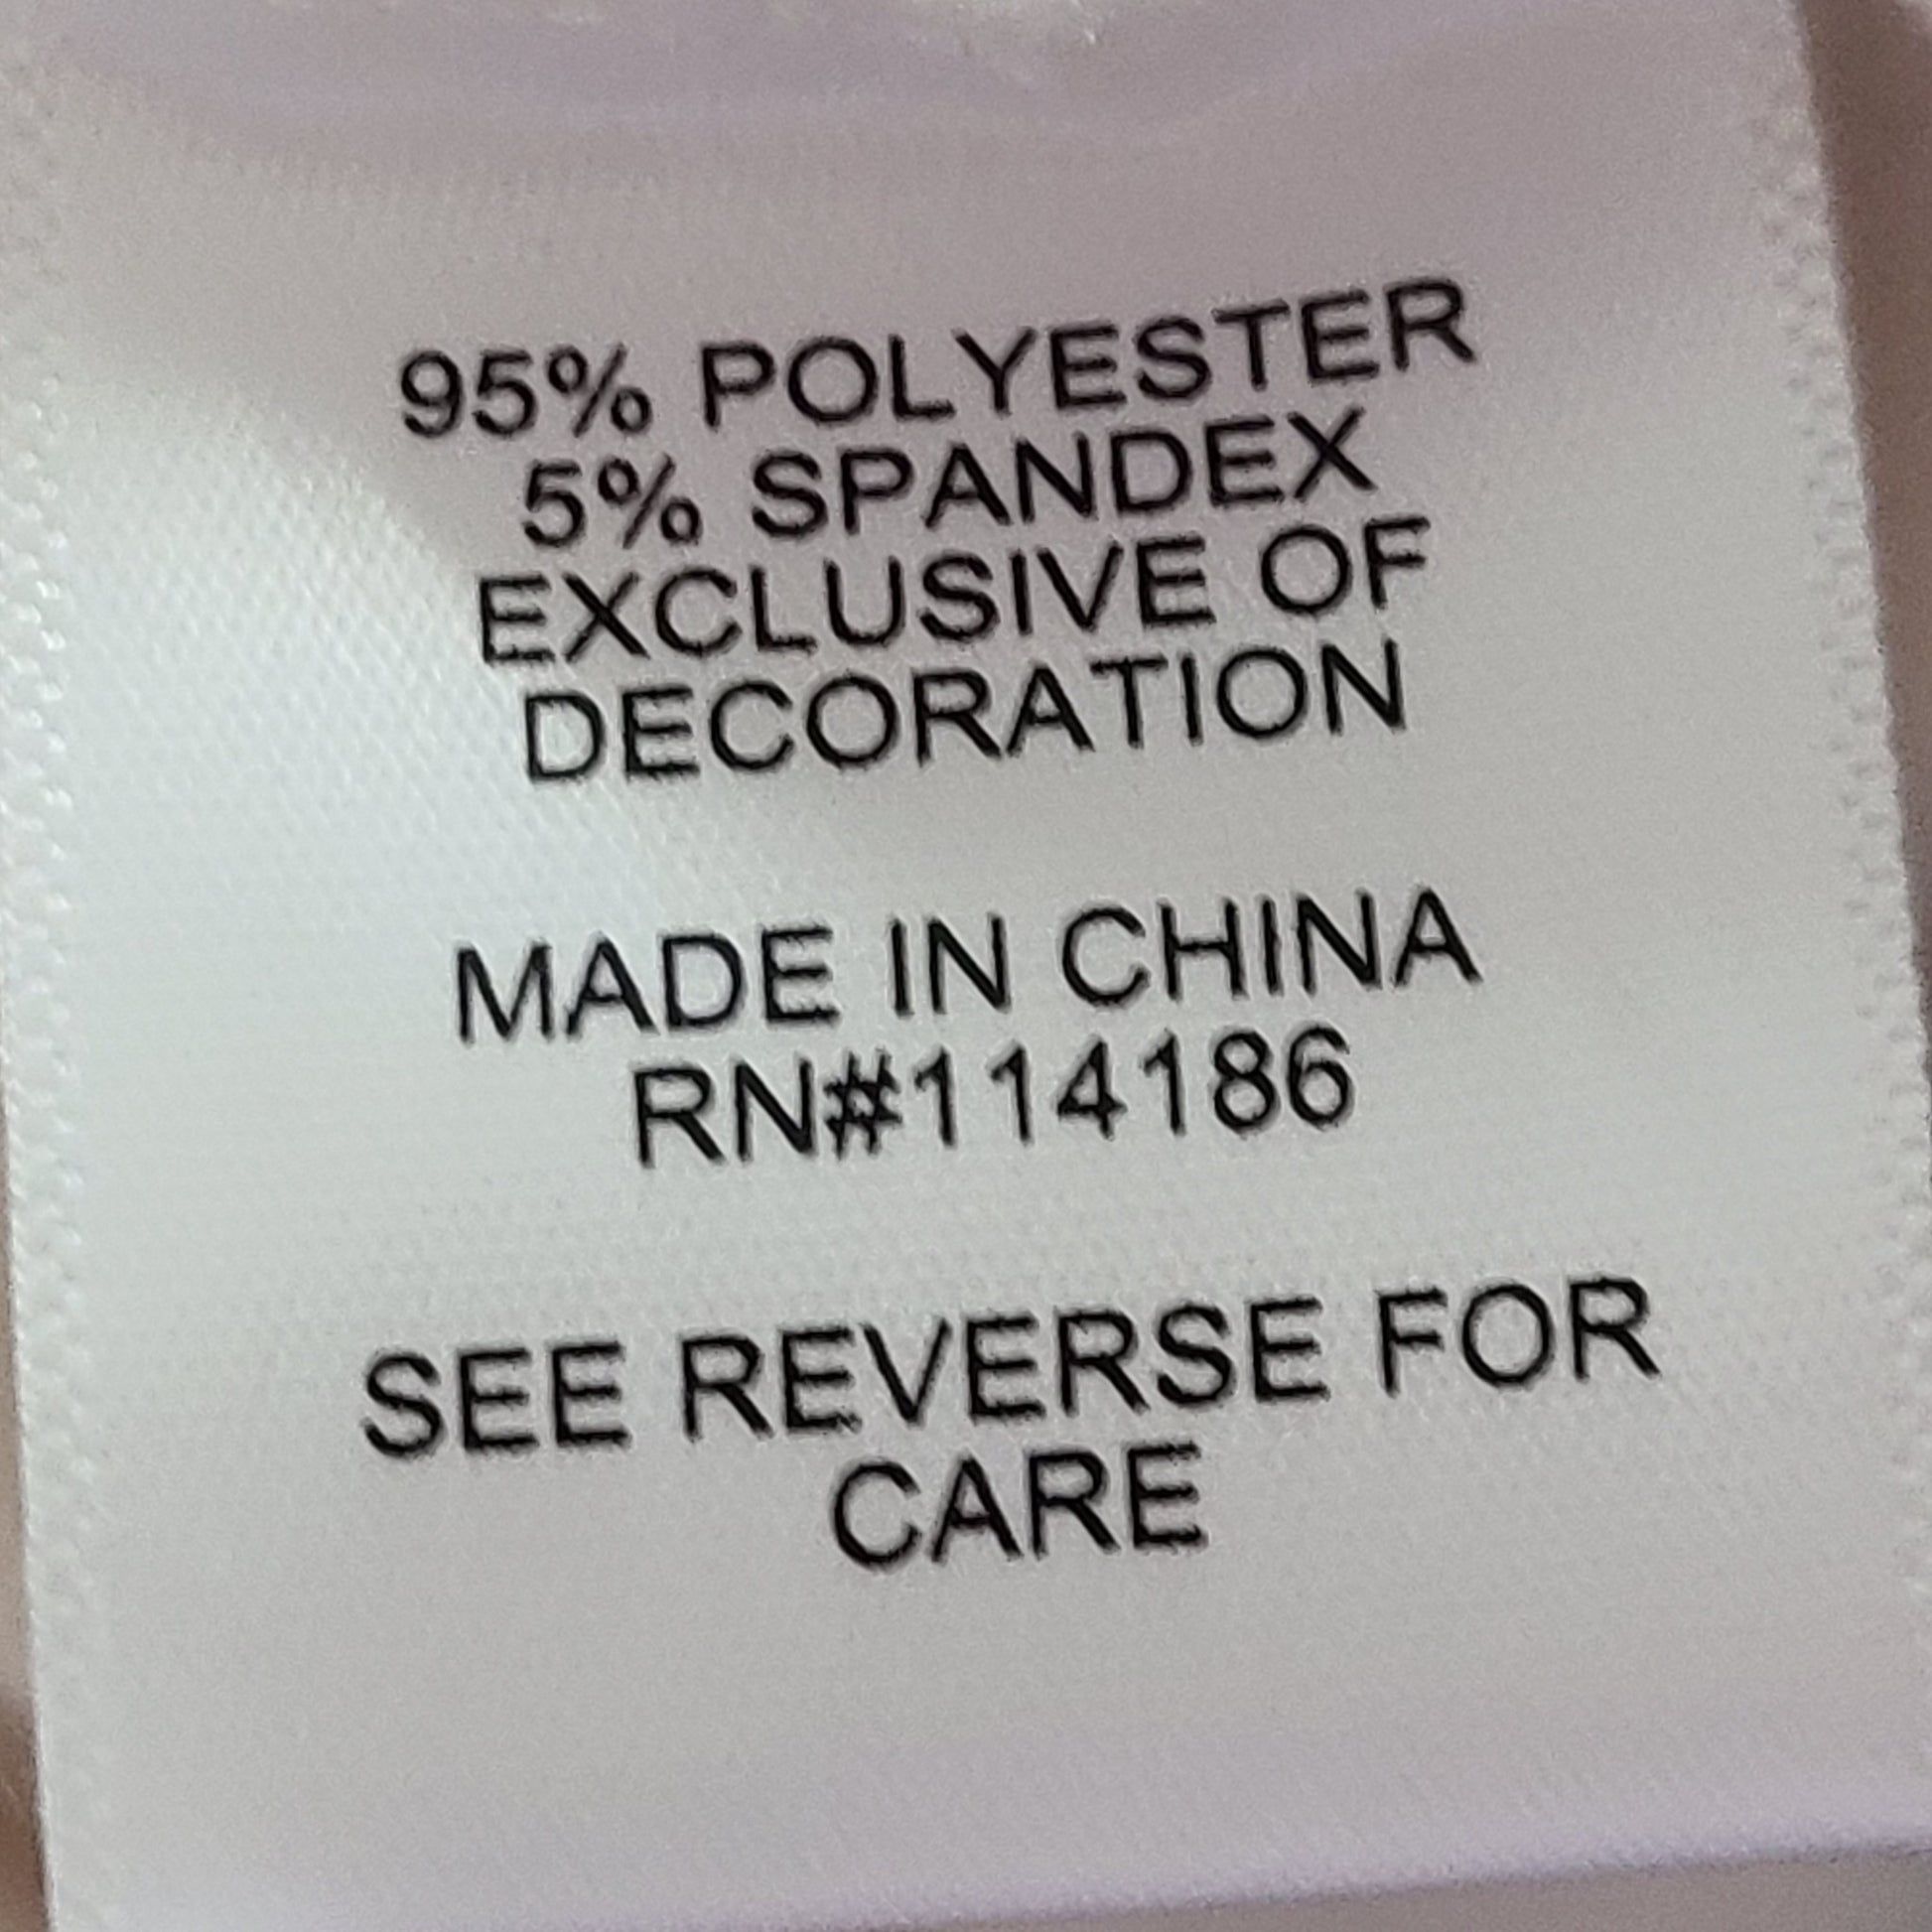 95% POLYESTER
5% SPANDEX
EXCLUSIVE OF
DECORATION
MADE IN CHINA
RN#114186
SEE REVERSE FOR
CARE